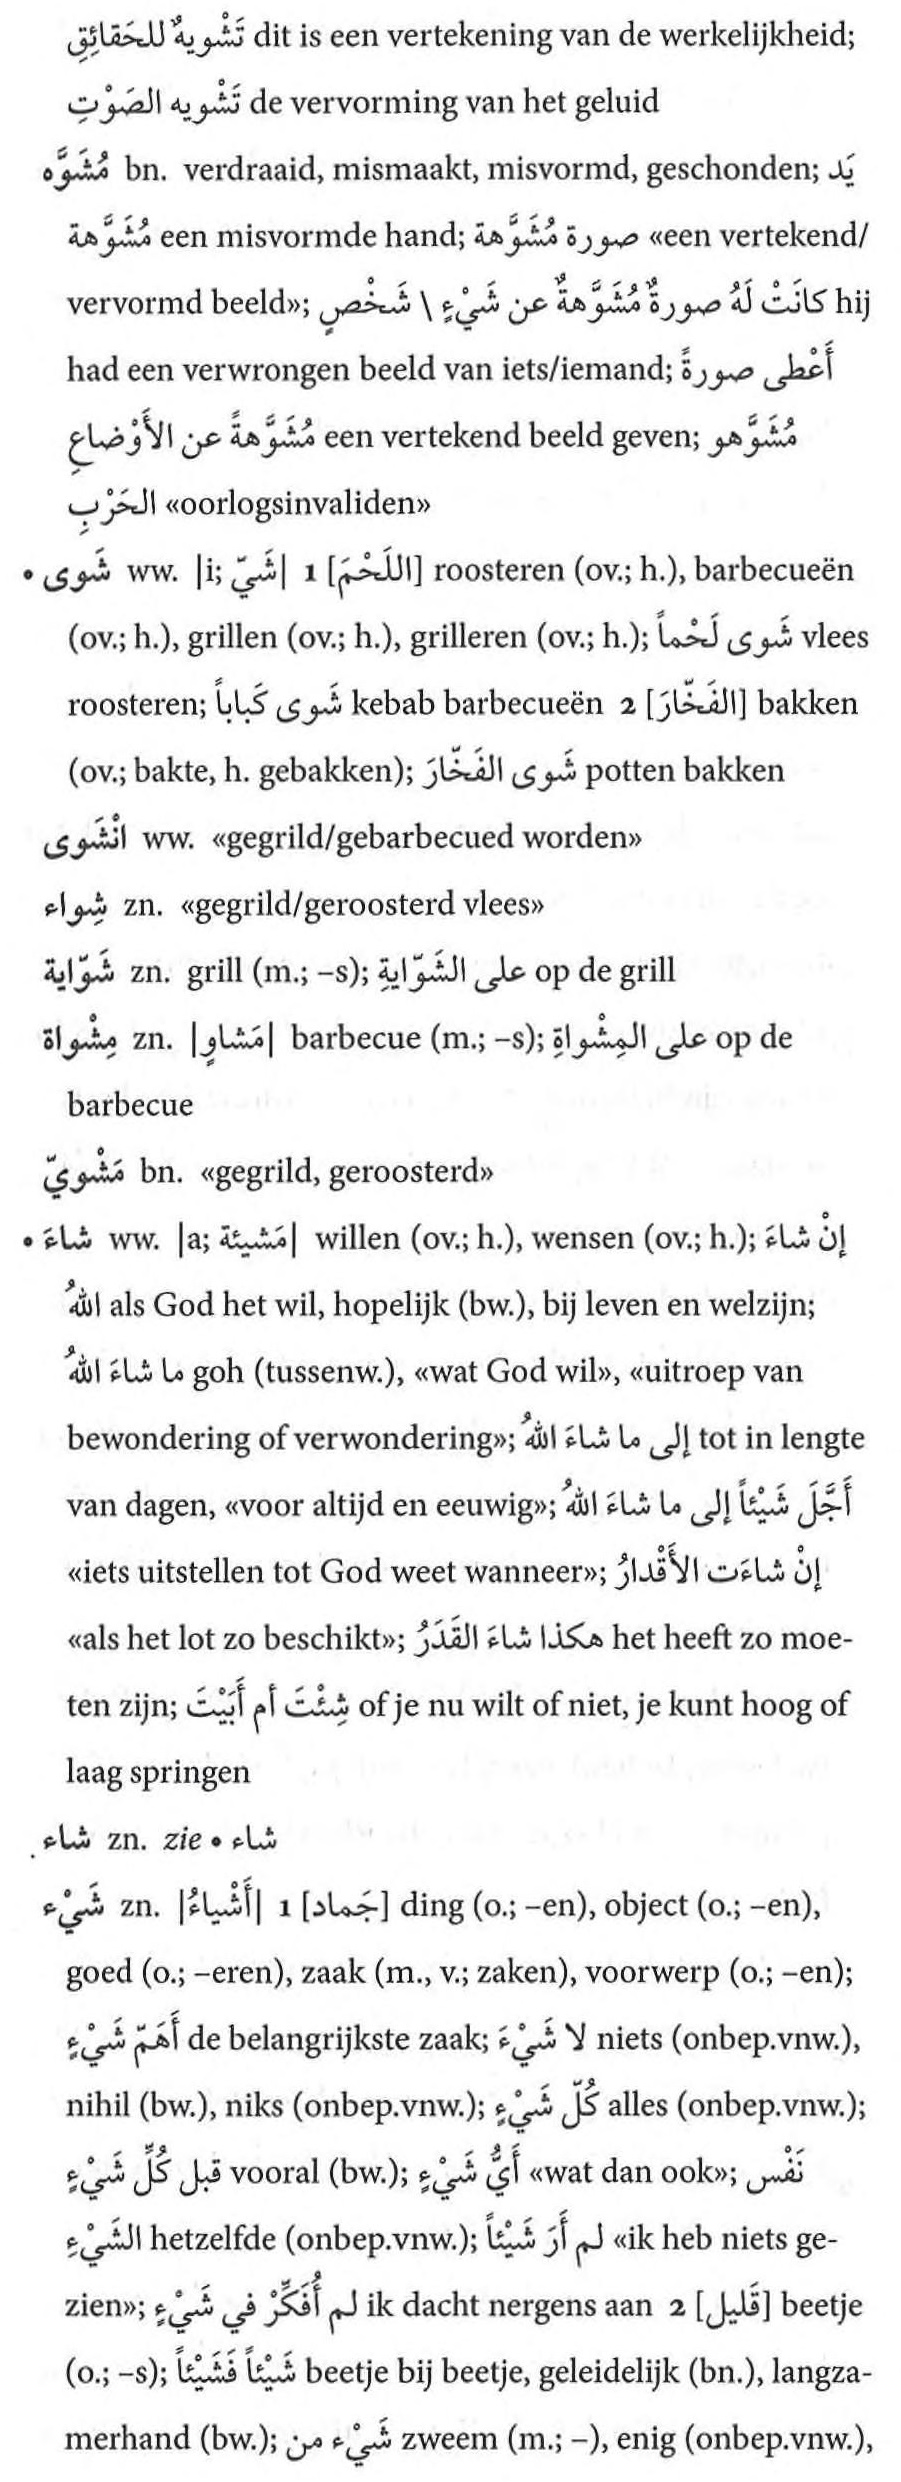 تَشْويهٌ للحَقائِقِ dit is een vertekening van de werkelijkheid;
تَشْويه الصَوْتِ de vervorming van het geluid
مُشَوَّه bn. verdraaid, mismaakt, misvormd, geschonden; يَد
مُشَوَّهة een misvormde hand; صورة مُشَوَّهة «een vertekend/
vervormd beeld»; كانَتْ لَهُ صورةٌ مُشَوَّهةٌ عن شَيْءٍ \ شَخْصٍ hij
had een verwrongen beeld van iets/iemand; أَعْطى صورةً
مُشَوَّهةً عن الأَوْضاعِ een vertekend beeld geven; مُشَوَّهو
الحَرْبِ «oorlogsinvaliden»
• شَوى ww. |i; شَيّ| 1 [اللَحْمَ] roosteren (ov.; h.), barbecueën
(ov.; h.), grillen (ov.; h.), grilleren (ov.; h.); شَوى لَحْماً vlees
roosteren; شَوى كَباباً kebab barbecueën 2 [الفَخّارَ] bakken
(ov.; bakte, h. gebakken); شَوى الفَخّارَ potten bakken
انْشَوى ww. «gegrild/gebarbecued worden»
شِواء zn. «gegrild/geroosterd vlees»
شَوّاية zn. grill (m.; –s); على الشَوّايةِ op de grill
مِشْواة zn. |مَشاوٍ| barbecue (m.; –s); على المِشْواةِ op de
barbecue
مَشْويّ bn. «gegrild, geroosterd»
• شاءَ ww. |a; مَشيئة| willen (ov.; h.), wensen (ov.; h.); إنْ شاءَ
اللهُ als God het wil, hopelijk (bw.), bij leven en welzijn;
ما شاءَ اللهُ goh (tussenw.), «wat God wil», «uitroep van
bewondering of verwondering»; إلى ما شاءَ اللهُ tot in lengte
van dagen, «voor altijd en eeuwig»; أَجَّلَ شَيْئاً إلى ما شاءَ اللهُ
«iets uitstellen tot God weet wanneer»; إنْ شاءَت الأَقْدارُ
«als het lot zo beschikt»; هكذا شاءَ القَدَرُ het heeft zo moe-
ten zijn; شِئْتَ أم أَبَيْتَ of je nu wilt of niet, je kunt hoog of
laag springen
شاء zn. zie • شاء
شَيْء zn. |أَشْياءُ| 1 [جَماد] ding (o.; –en), object (o.; –en),
goed (o.; –eren), zaak (m., v.; zaken), voorwerp (o.; –en);
أَهَمّ شَيْءٍ de belangrijkste zaak; لا شَيْءَ niets (onbep.vnw.),
nihil (bw.), niks (onbep.vnw.); كُلّ شَيْءٍ alles (onbep.vnw.);
قبل كُلِّ شَيْءٍ vooral (bw.); أَيُّ شَيْءٍ «wat dan ook»; نَفْس
الشَيْءِ hetzelfde (onbep.vnw.); لم أَرَ شَيْئاً «ik heb niets ge-
zien»; لم أُفَكِّرْ في شَيْءٍ ik dacht nergens aan 2 [قَليل] beetje
(o.; –s); شَيْئاً فَشَيْئاً beetje bij beetje, geleidelijk (bn.), langza-
merhand (bw.); شَيْء من zweem (m.; –), enig (onbep.vnw.),